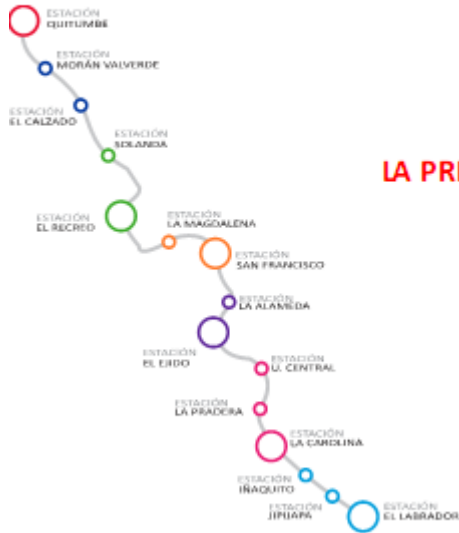 ESTACIÓN
QUITUMBE
ESTACIÓN
MORÁN VALVERDE
ESTACIÓN
EL CALZADO
ESTACIÓN
SOLANDA
LA PRI
ESTACIÓN
EL RECREO
ESTACIÓN
LA MAGDALENA
ESTACIÓN
SAN FRANCISCO
ESTACIÓN
LA ALAMEDA
ESTACIÓN
EL EJIDO
ESTACIÓN
U. CENTRAL
ESTACIÓN
LA PRADERA
ESTACIÓN
LA CAROLINA
ESTACIÓN
IÑAQUITO
ESTACIÓN
JIPIJAPA
ESTACIÓN
EL LABRADOR